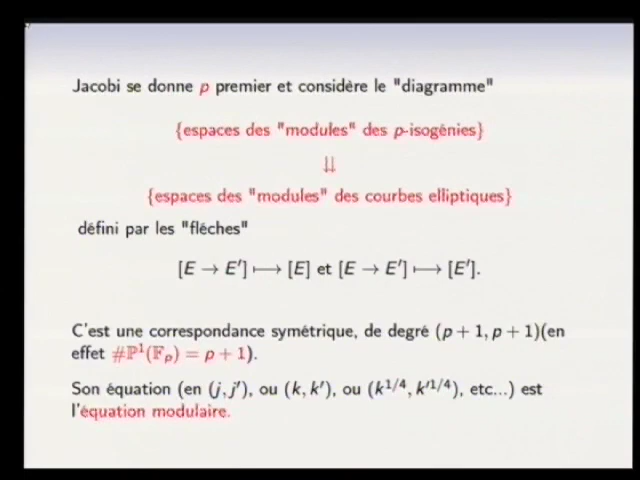 Jacobi se donne p premier et considère le "diagramme"
{espaces des "modules" des p-isogénies}
⇊
{espaces des "modules" des courbes elliptiques}
défini par les "flêches"
[E → E′] ⟼ [E] et [E → E′] ⟼ [E′].
C'est une correspondance symétrique, de degré (p + 1, p + 1)(en
effet #ℙ¹(𝔽ₚ) = p + 1).
Son équation (en (j, j′), ou (k, k′), ou (k^{1/4}, k′^{1/4}), etc...) est
l'équation modulaire.